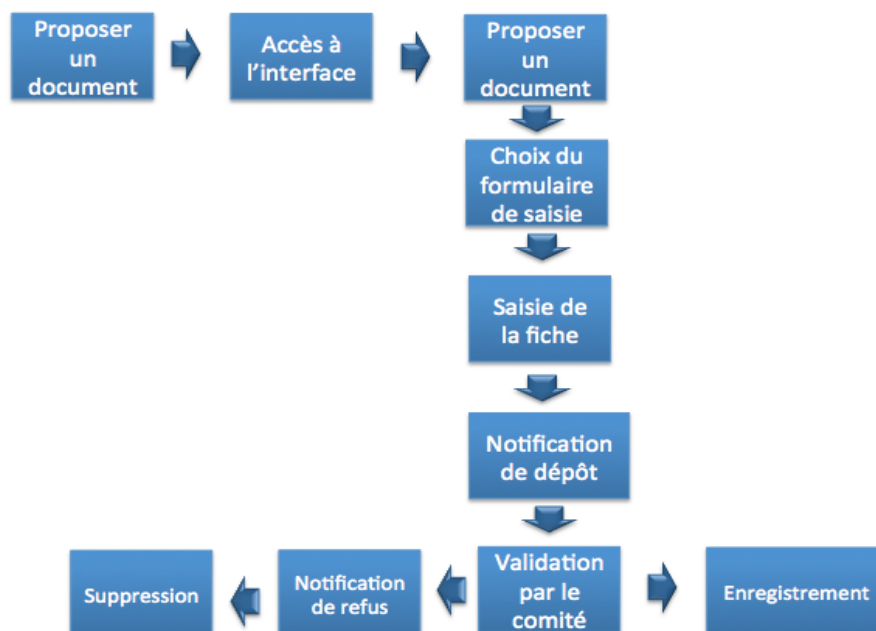 Proposer
un
document
Accès à
l'interface
Proposer
un
document
Choix du
formulaire
de saisie
Saisie de
la fiche
Notification
de dépôt
Validation
par le
comité
Notification
de refus
Suppression
Enregistrement